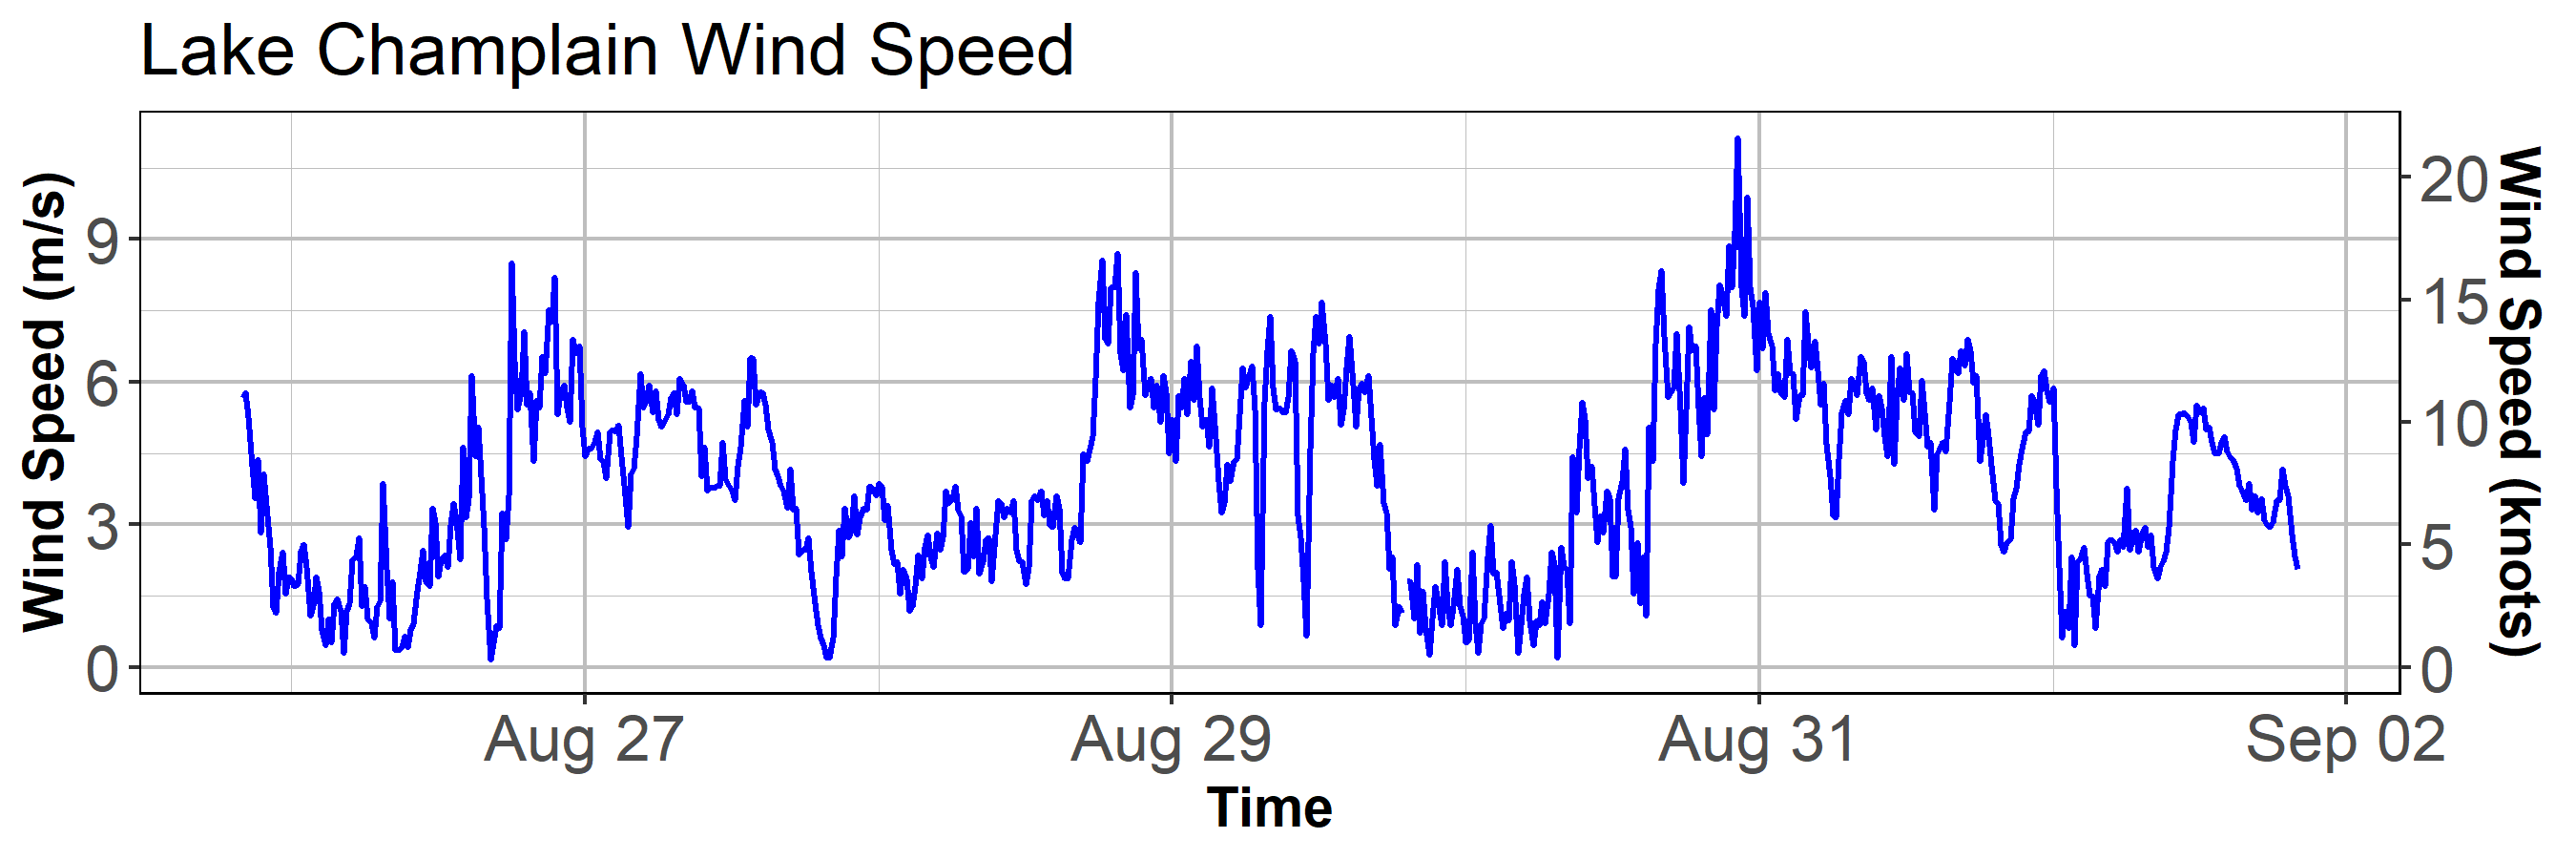 Lake Champlain Wind Speed
Wind Speed (m/s)
9
6
3
0
20
15
10
5
0
Wind Speed (knots)
Aug 27 Aug 29 Aug 31 Sep 02
Time